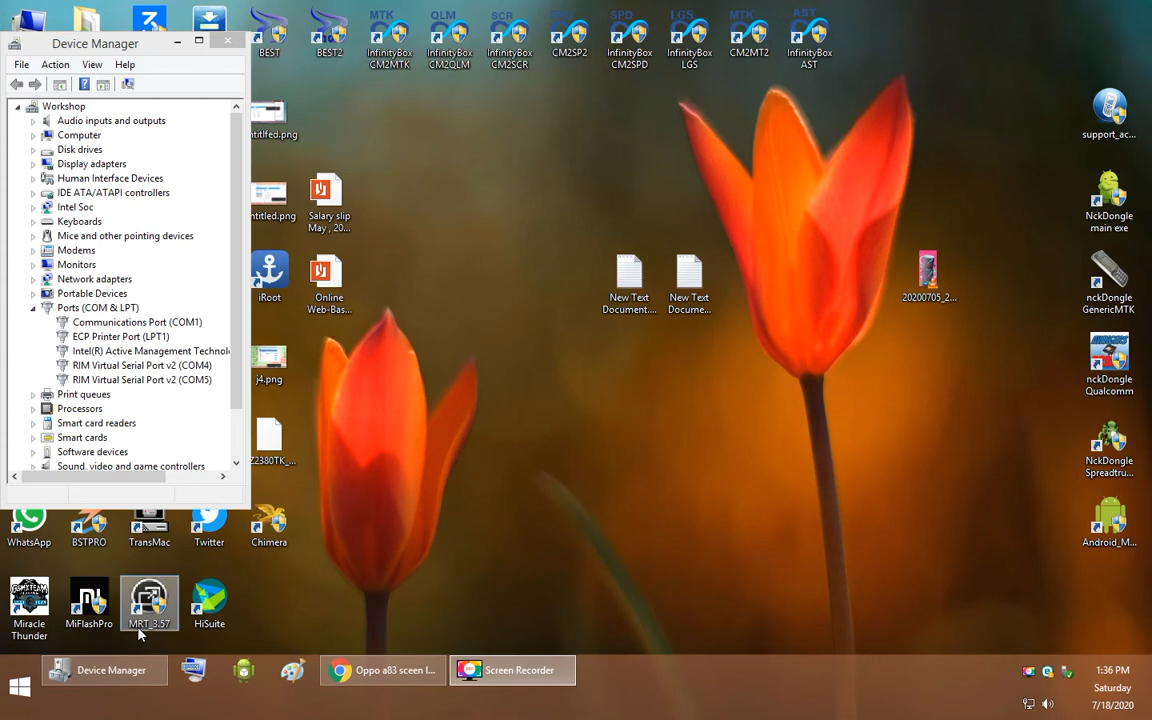 Device Manager
File Action View Help
Workshop
Audio inputs and outputs
Computer
Disk drives
Display adapters
Human Interface Devices
IDE ATA/ATAPI controllers
Intel Soc
Keyboards
Mice and other pointing devices
Modems
Monitors
Network adapters
Portable Devices
Ports (COM & LPT)
Communications Port (COM1)
ECP Printer Port (LPT1)
Intel(R) Active Management Technol
RIM Virtual Serial Port v2 (COM4)
RIM Virtual Serial Port v2 (COM5)
Print queues
Processors
Smart card readers
Smart cards
Software devices
Sound, video and game controllers
BEST
BEST2
MTK
InfinityBox
CM2MTK
QLM
InfinityBox
CM2QLM
SCR
InfinityBox
CM2SCR
CM2SP2
SPD
InfinityBox
CM2SPD
LGS
InfinityBox
LGS
MTK
CM2MT2
AST
InfinityBox
AST
ntitlfed.png
ntitled.png
Salary slip
May , 20...
iRoot
Online
Web-Bas...
j4.png
Z2380TK_...
New Text
Document....
New Text
Docume...
20200705_2...
support_ac...
NckDongle
main exe
nckDongle
GenericMTK
nckDongle
Qualcomm
NckDongle
Spreadtru...
Android_M...
WhatsApp
BSTPRO
TransMac
Twitter
Chimera
Miracle
Thunder
MiFlashPro
MRT_3.57
HiSuite
Device Manager
Oppo a83 sceen l...
Screen Recorder
1:36 PM
Saturday
7/18/2020